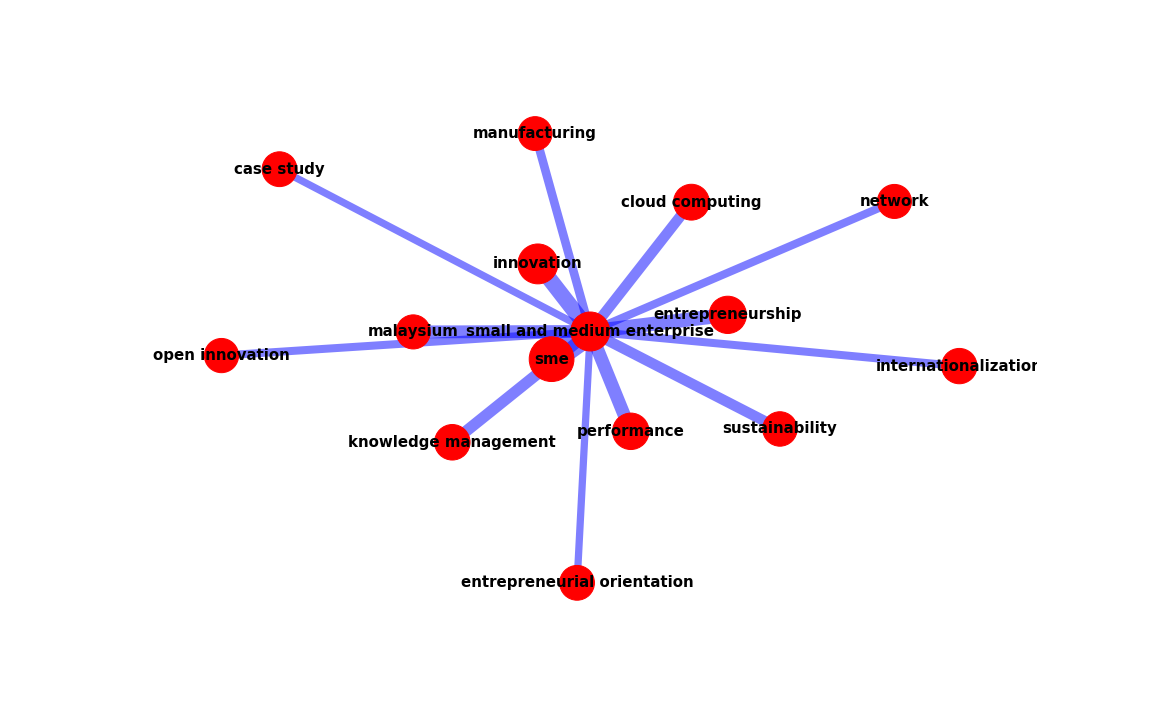 manufacturing
case study
cloud computing
network
innovation
entrepreneurship
malaysium
small and medium enterprise
open innovation
sme
internationalization
performance
sustainability
knowledge management
entrepreneurial orientation